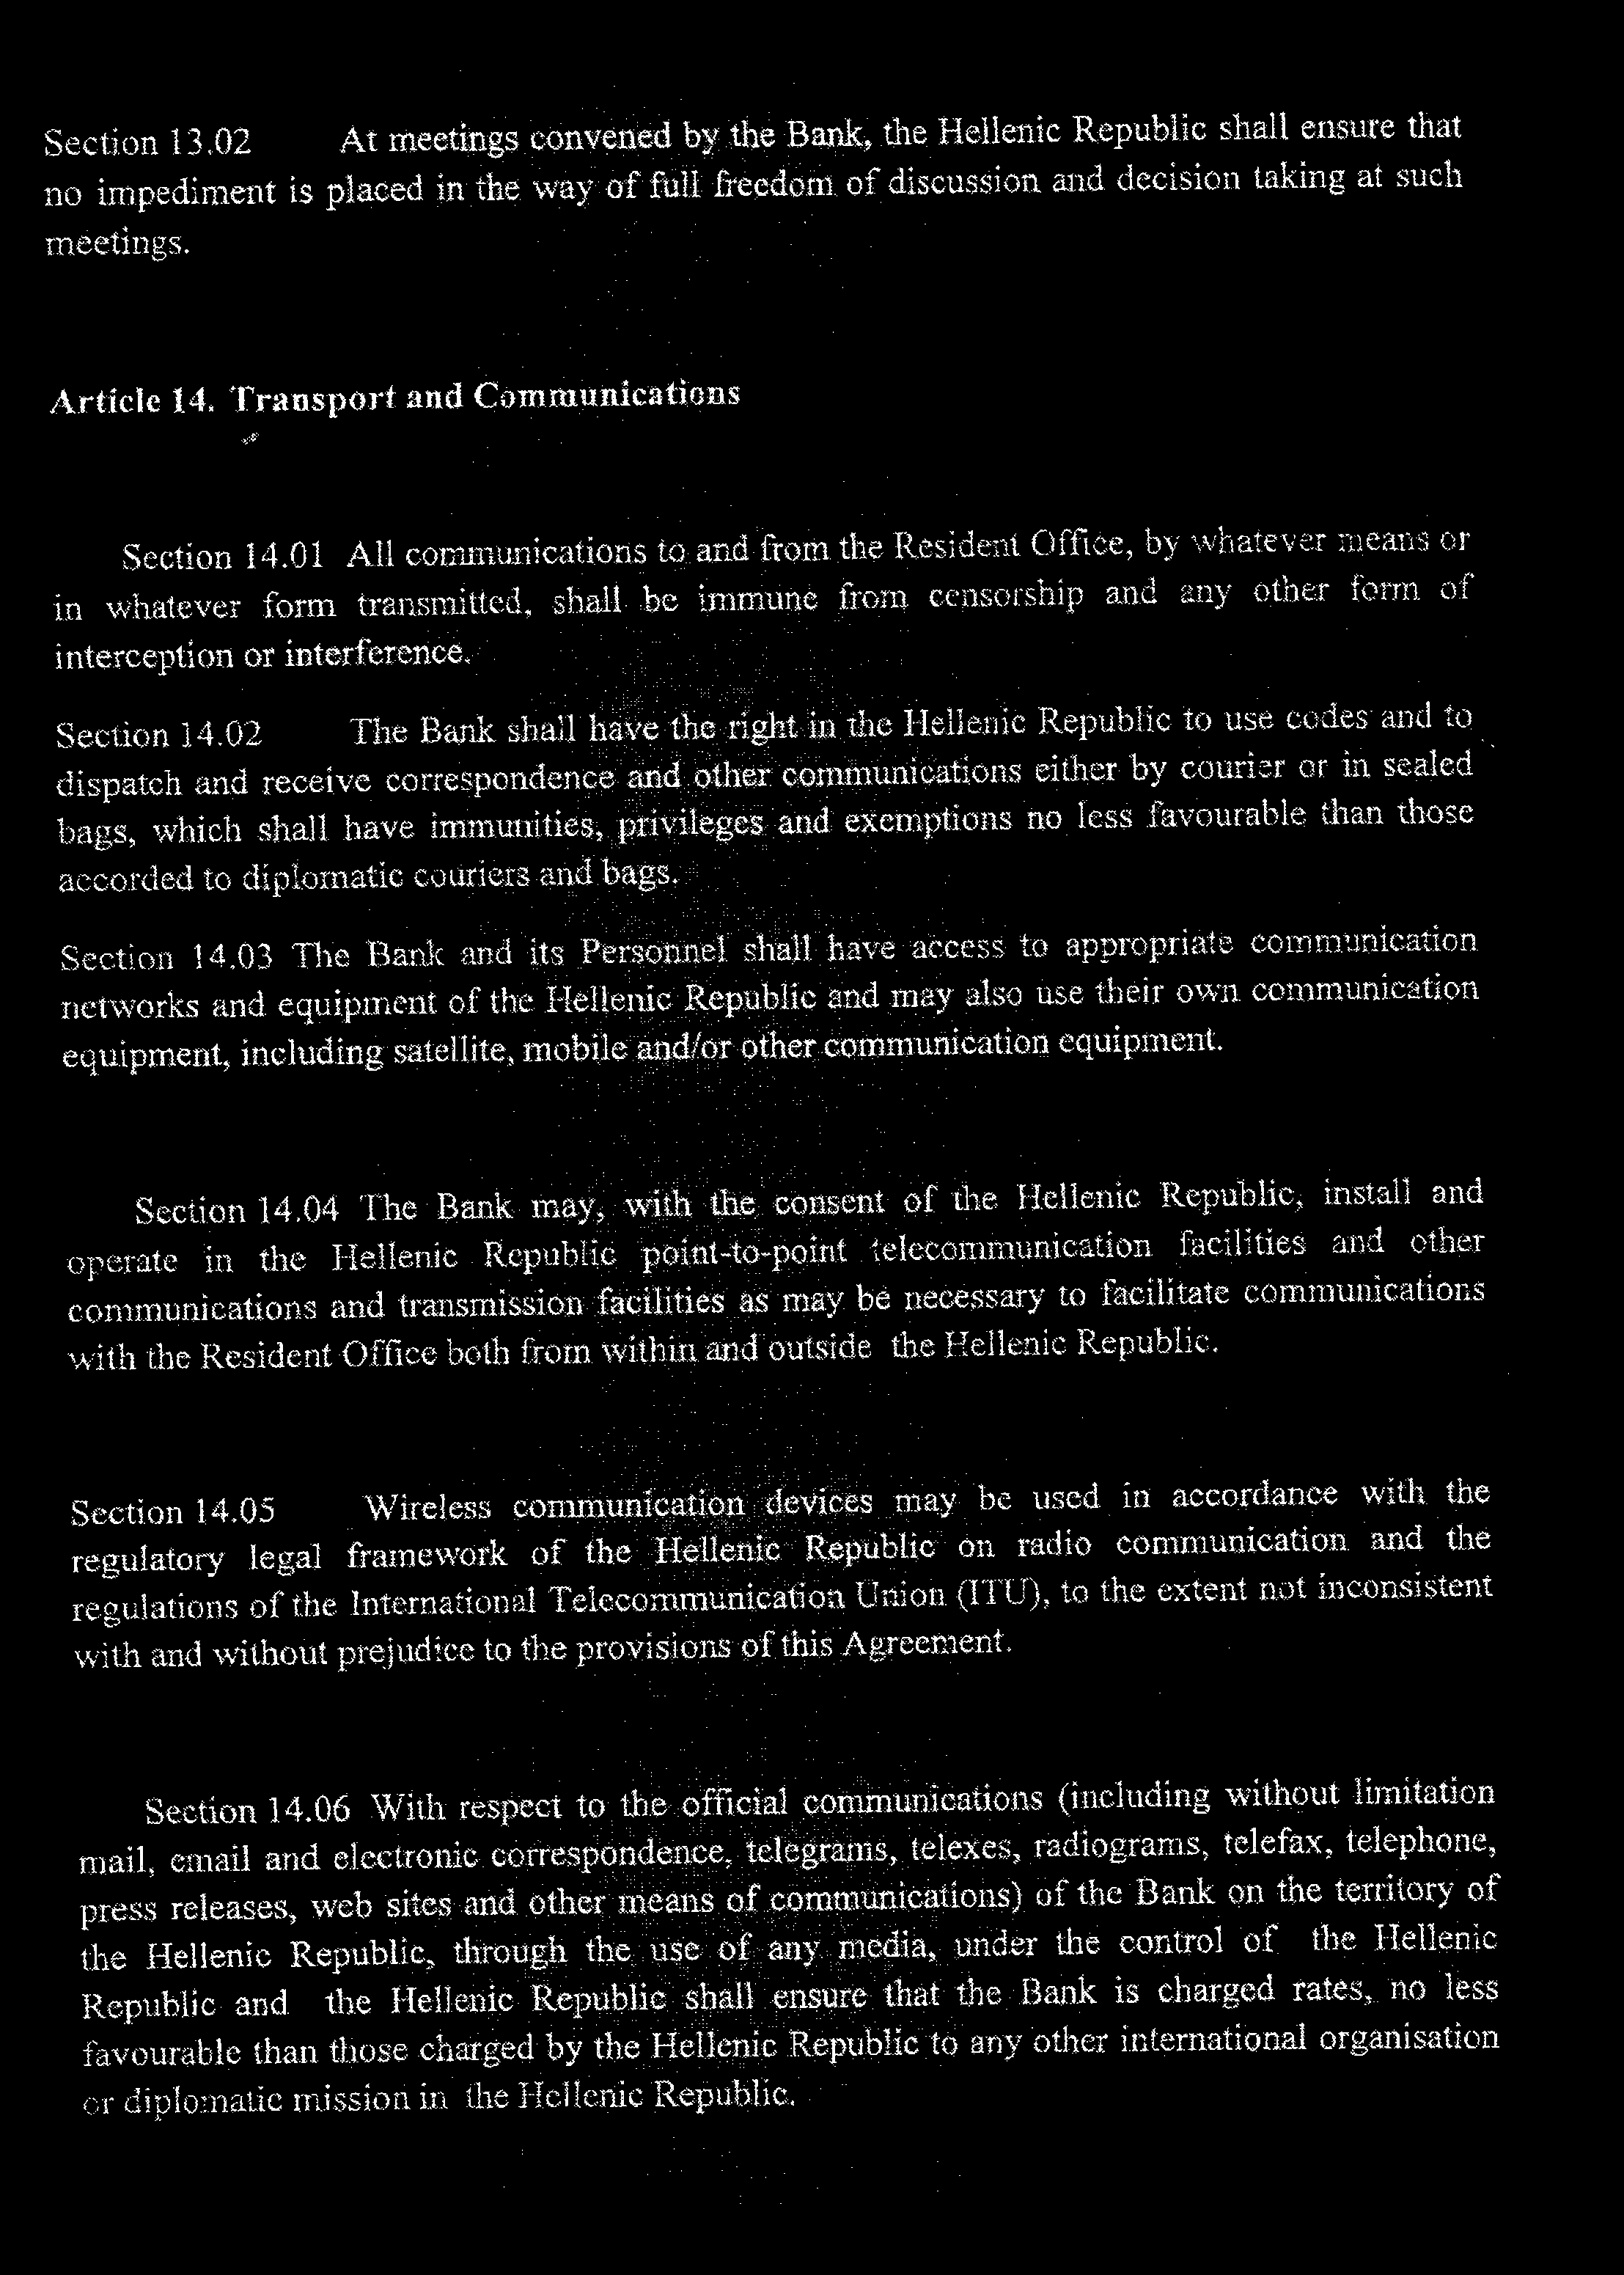 Section 13.02 At meetings convened by the Bank, the Hellenic Republic shall ensure that
no impediment is placed in the way of full freedom of discussion and decision taking at such
meetings.
Article 14. Transport and Communications
Section 14.01 All communications to and from the Resident Office, by whatever means or
in whatever form transmitted, shall be immune from censorship and any other form of
interception or interference.
Section 14.02 The Bank shall have the right in the Hellenic Republic to use codes and to
dispatch and receive correspondence and other communications either by courier or in sealed
bags, which shall have immunities, privileges and exemptions no less favourable than those
accorded to diplomatic couriers and bags.
Section 14.03 The Bank and its Personnel shall have access to appropriate communication
networks and equipment of the Hellenic Republic and may also use their own communication
equipment, including satellite, mobile and/or other communication equipment.
Section 14.04 The Bank may, with the consent of the Hellenic Republic, install and
operate in the Hellenic Republic point-to-point telecommunication facilities and other
communications and transmission facilities as may be necessary to facilitate communications
with the Resident Office both from within and outside the Hellenic Republic.
Section 14.05 Wireless communication devices may be used in accordance with the
regulatory legal framework of the Hellenic Republic on radio communication and the
regulations of the International Telecommunication Union (ITU), to the extent not inconsistent
with and without prejudice to the provisions of this Agreement.
Section 14.06 With respect to the official communications (including without limitation
mail, email and electronic correspondence, telegrams, telexes, radiograms, telefax, telephone,
press releases, web sites and other means of communications) of the Bank on the territory of
the Hellenic Republic, through the use of any media, under the control of the Hellenic
Republic and the Hellenic Republic shall ensure that the Bank is charged rates, no less
favourable than those charged by the Hellenic Republic to any other international organisation
or diplomatic mission in the Hellenic Republic.